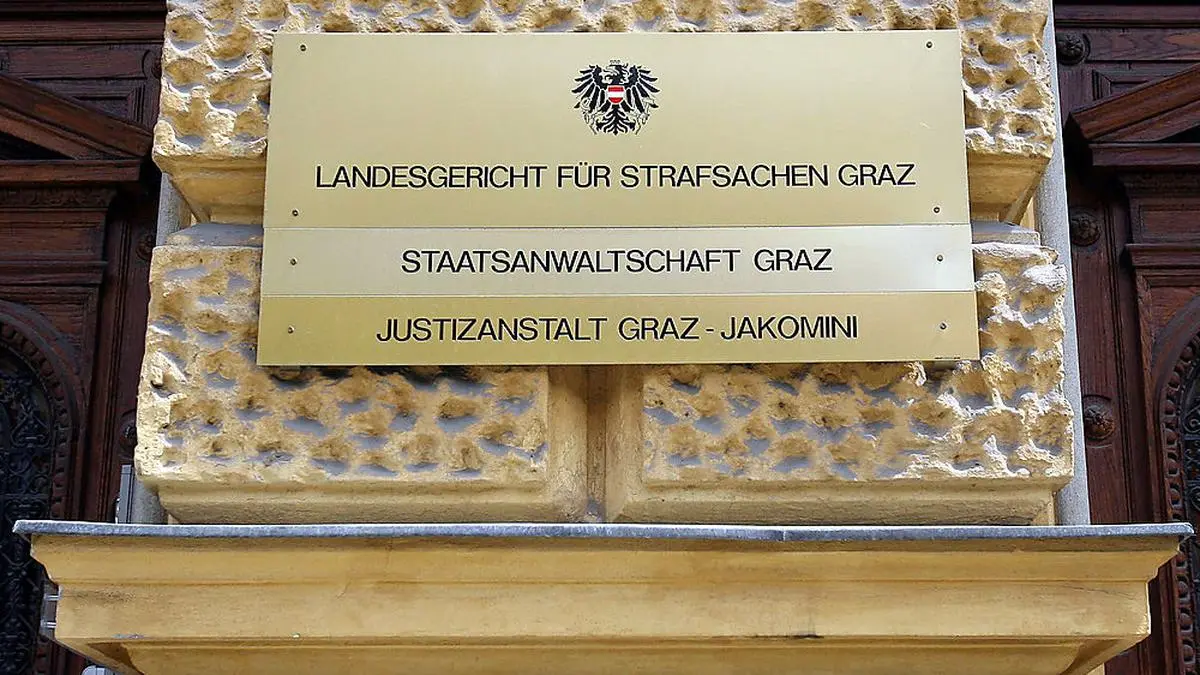 LANDESGERICHT FÜR STRAFSACHEN GRAZ
STAATSANWALTSCHAFT GRAZ
JUSTIZANSTALT GRAZ - JAKOMINI